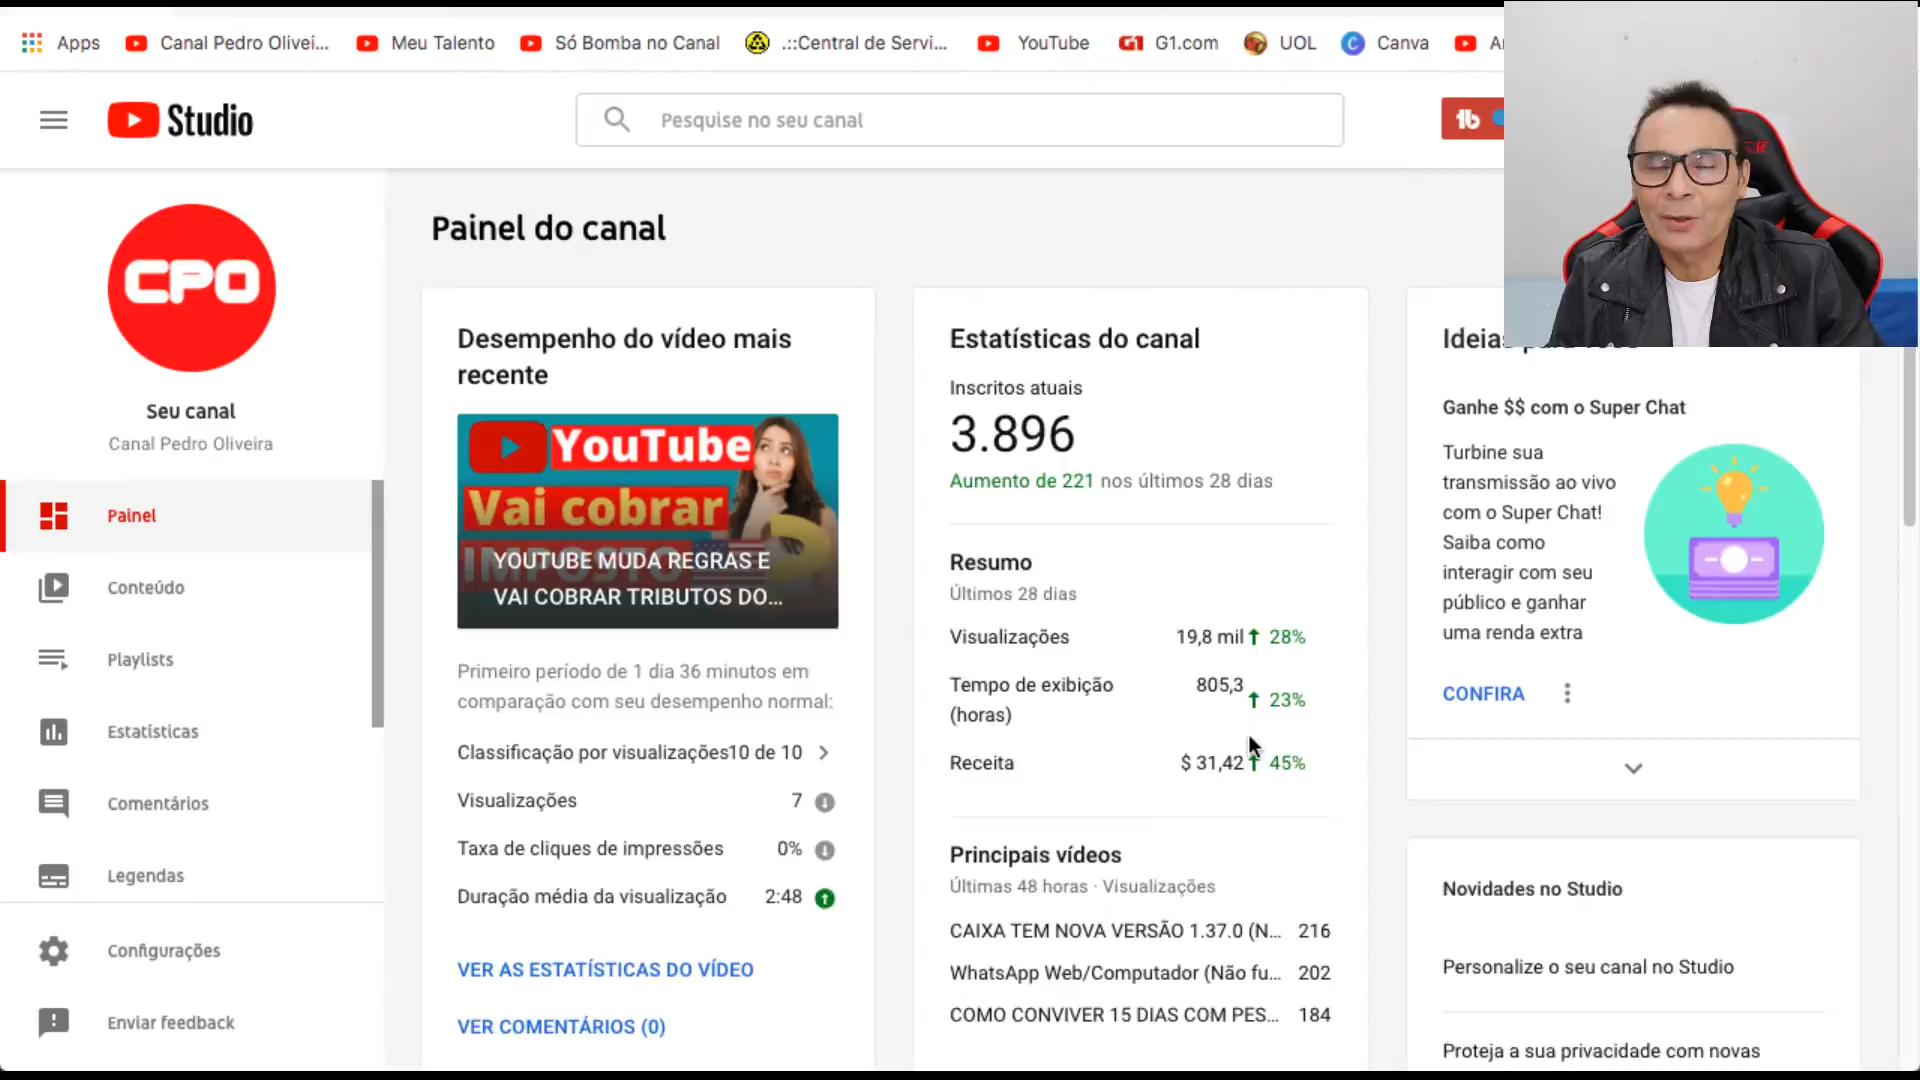 Apps
Canal Pedro Olivei...
Meu Talento
Só Bomba no Canal
.::Central de Servi...
YouTube
G1 G1.com
UOL
C Canva
Studio
Pesquise no seu canal
CPO
Seu canal
Canal Pedro Oliveira
Painel
Conteúdo
Playlists
Estatísticas
Comentários
Legendas
Configurações
Enviar feedback
Painel do canal
Desempenho do vídeo mais
recente
YouTube
Vai cobrar
IMPOSTO
YOUTUBE MUDA REGRAS E
VAI COBRAR TRIBUTOS DO...
Primeiro período de 1 dia 36 minutos em
comparação com seu desempenho normal:
Classificação por visualizações10 de 10
Visualizações 7
Taxa de cliques de impressões 0%
Duração média da visualização 2:48
VER AS ESTATÍSTICAS DO VÍDEO
VER COMENTÁRIOS (0)
Estatísticas do canal
Inscritos atuais
3.896
Aumento de 221 nos últimos 28 dias
Resumo
Últimos 28 dias
Visualizações 19,8 mil 28%
Tempo de exibição 805,3 23%
(horas)
Receita $ 31,42 45%
Principais vídeos
Últimas 48 horas · Visualizações
CAIXA TEM NOVA VERSÃO 1.37.0 (N... 216
WhatsApp Web/Computador (Não fu... 202
COMO CONVIVER 15 DIAS COM PES... 184
Ideias
Ganhe $$ com o Super Chat
Turbine sua
transmissão ao vivo
com o Super Chat!
Saiba como
interagir com seu
público e ganhar
uma renda extra
CONFIRA
Novidades no Studio
Personalize o seu canal no Studio
Proteja a sua privacidade com novas